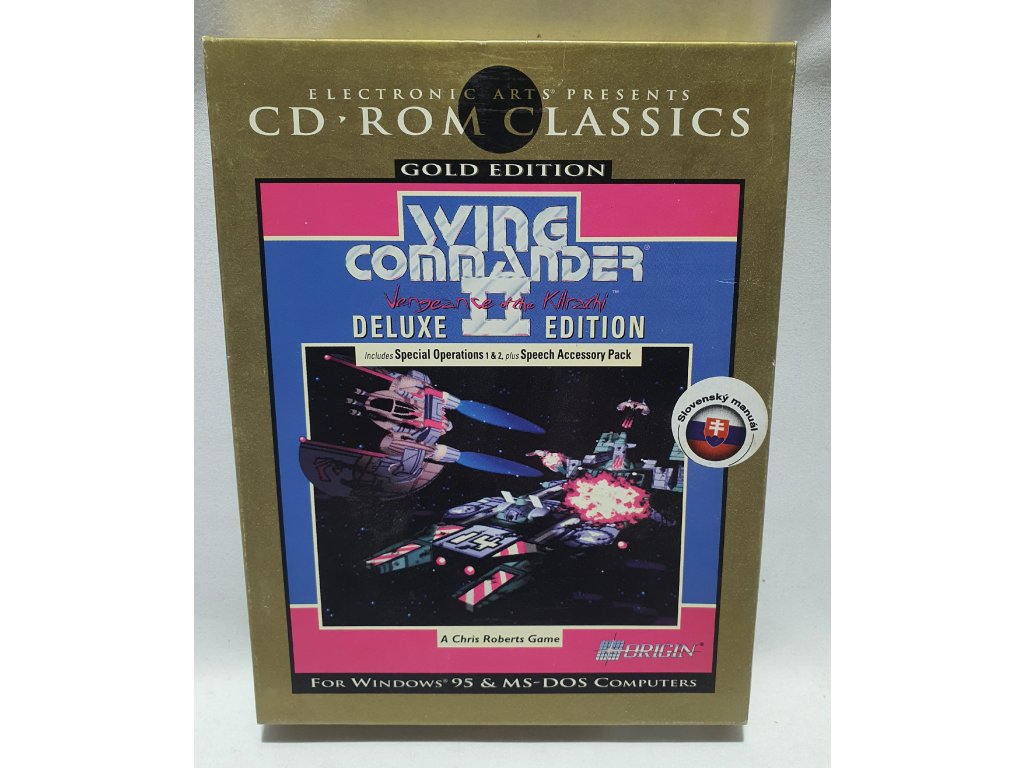 ELECTRONIC ARTS® PRESENTS
CD·ROM CLASSICS
GOLD EDITION
WING
COMMANDER®
II
Vengeance of the Kilrathi™
DELUXE EDITION
Includes Special Operations 1 & 2, plus Speech Accessory Pack
Slovenský manuál
14
A Chris Roberts Game
ORIGIN®
FOR WINDOWS® 95 & MS-DOS COMPUTERS